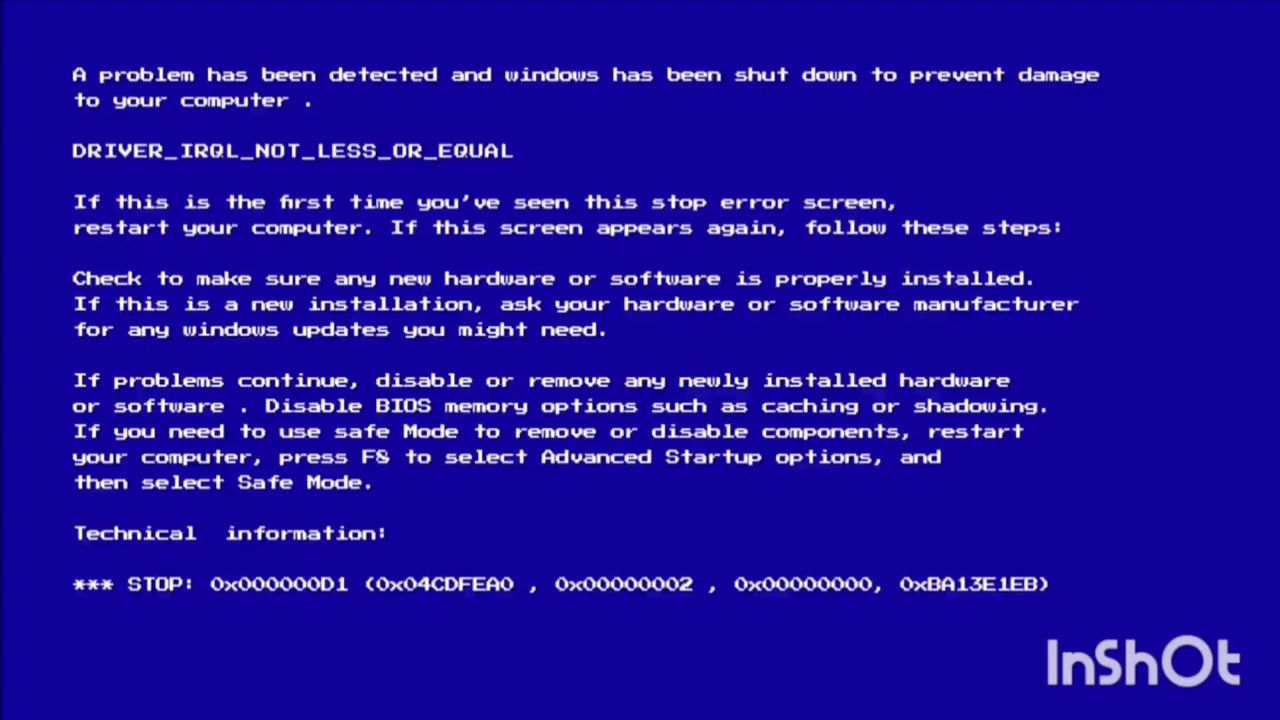 A problem has been detected and windows has been shut down to prevent damage
to your computer .
DRIVER_IRQL_NOT_LESS_OR_EQUAL
If this is the first time you've seen this stop error screen,
restart your computer. If this screen appears again, follow these steps:
Check to make sure any new hardware or software is properly installed.
If this is a new installation, ask your hardware or software manufacturer
for any windows updates you might need.
If problems continue, disable or remove any newly installed hardware
or software . Disable BIOS memory options such as caching or shadowing.
If you need to use safe Mode to remove or disable components, restart
your computer, press F& to select Advanced Startup options, and
then select Safe Mode.
Technical information:
*** STOP: 0x000000D1 (0x04CDFEA0 , 0x00000002 , 0x00000000, 0xBA13E1EB)
InShOt